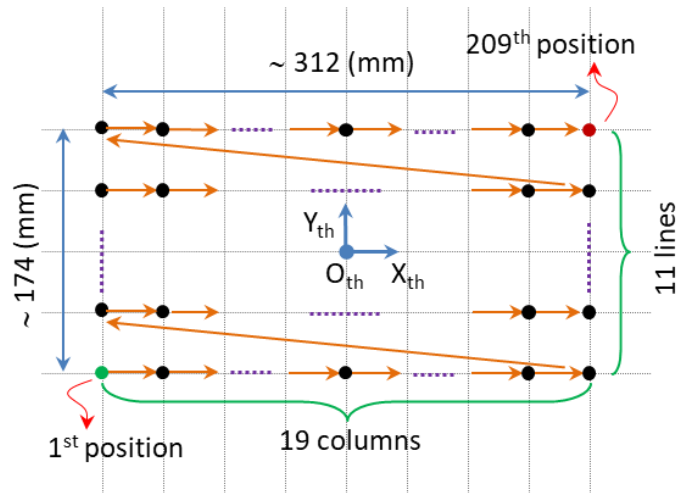 209th position
~ 312 (mm)
~ 174 (mm)
Yth
Oth
Xth
11 lines
1st position
19 columns